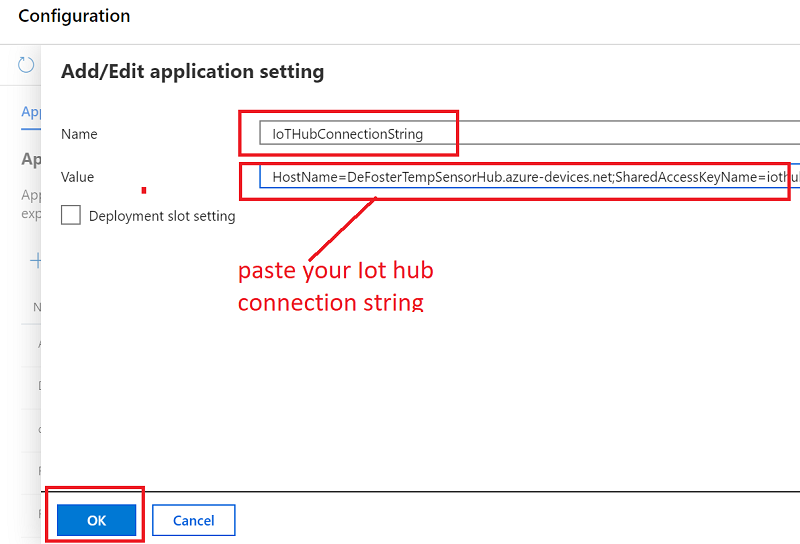 Configuration
Add/Edit application setting
App
Name
IoTHubConnectionString
Ap
Value
HostName=DeFosterTempSensorHub.azure-devices.net;SharedAccessKeyName=iothub
App
exp
Deployment slot setting
paste your Iot hub
connection string
N
OK
Cancel